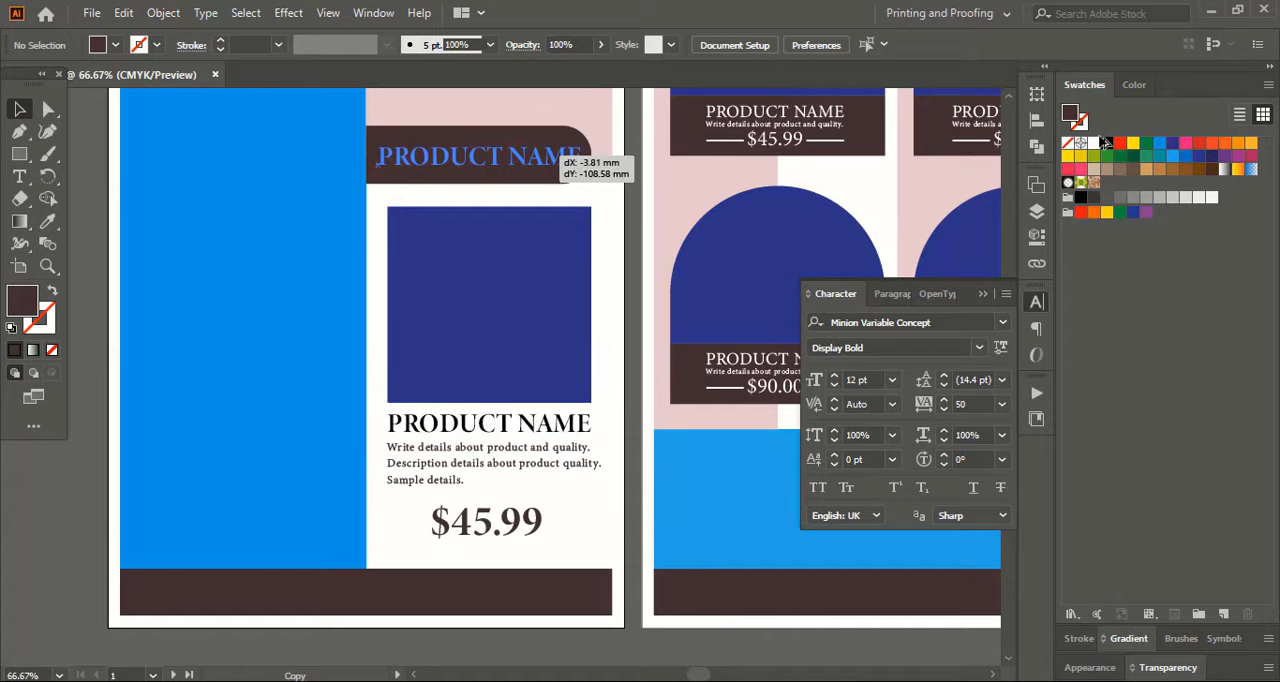 Ai File Edit Object Type Select Effect View Window Help Printing and Proofing Search Adobe Stock
No Selection Stroke: 5 pt. 100% Opacity: 100% Style: Document Setup Preferences
@ 66.67% (CMYK/Preview)
Swatches Color
PRODUCT NAME
dX: -3.81 mm
dY: -108.58 mm
PRODUCT NAME
Write details about product and quality.
Description details about product quality.
Sample details.
$45.99
PRODUCT NAME
Write details about product and quality.
$45.99
PROD
Write deta
PRODUCT N
Write details about product a
$90.00
Character Paragrap OpenTyp
Minion Variable Concept
Display Bold
12 pt (14.4 pt)
Auto 50
100% 100%
0 pt 0°
English: UK Sharp
Stroke Gradient Brushes Symbol
Appearance Transparency
66.67% 1 Copy